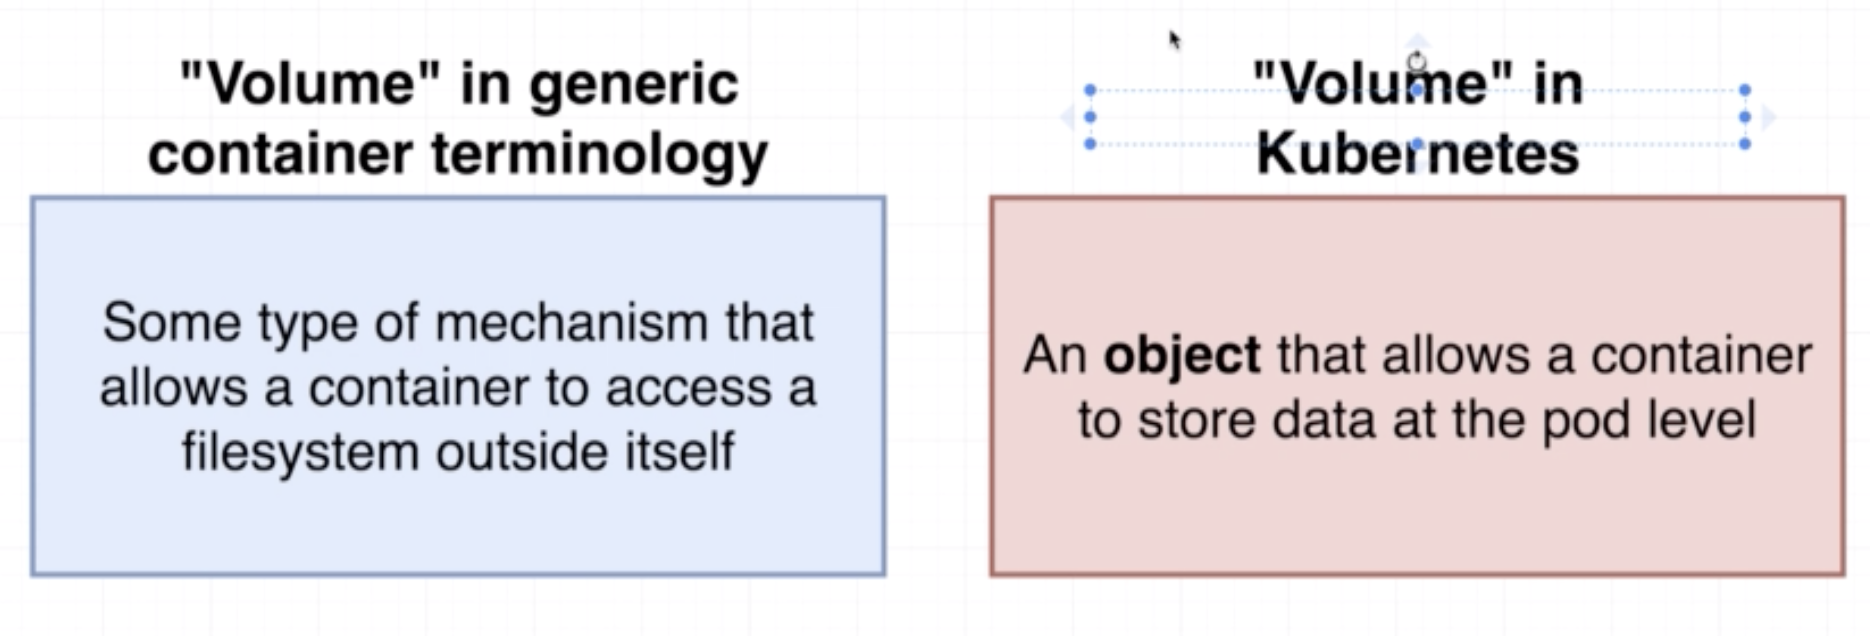 "Volume" in generic
container terminology
Some type of mechanism that
allows a container to access a
filesystem outside itself
"Volume" in
Kubernetes
An object that allows a container
to store data at the pod level